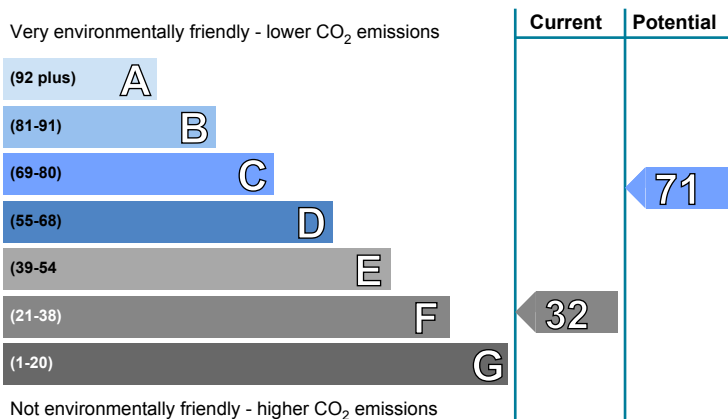 Current Potential
Very environmentally friendly - lower CO₂ emissions
(92 plus) A
(81-91) B
(69-80) C
71
(55-68) D
(39-54 E
(21-38) F
32
(1-20) G
Not environmentally friendly - higher CO₂ emissions